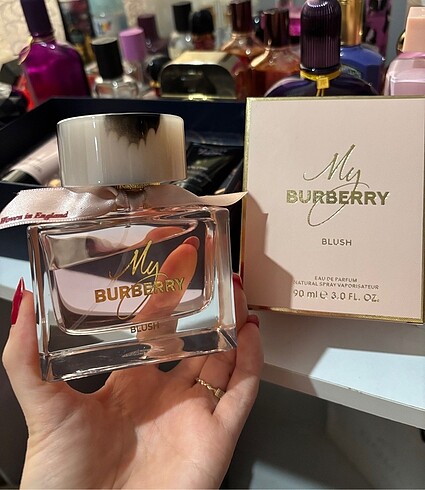 Woven in England
My
BURBERRY
BLUSH
My
BURBERRY
BLUSH
EAU DE PARFUM
NATURAL SPRAY VAPORISATEUR
90 ml ℮ 3.0 FL. OZ.